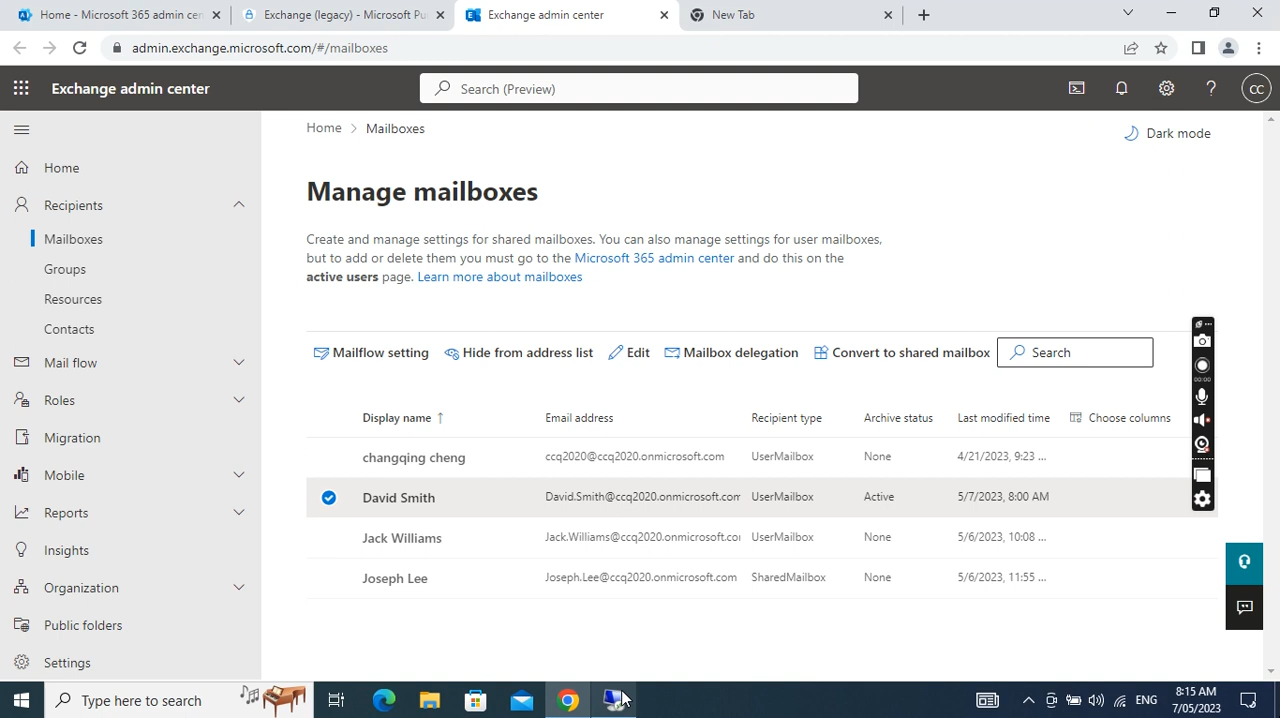 Home - Microsoft 365 admin cen
Exchange (legacy) - Microsoft Pu
Exchange admin center
New Tab
admin.exchange.microsoft.com/#/mailboxes
Exchange admin center
Search (Preview)
CC
Home
Recipients
Mailboxes
Groups
Resources
Contacts
Mail flow
Roles
Migration
Mobile
Reports
Insights
Organization
Public folders
Settings
Home > Mailboxes
Dark mode
Manage mailboxes
Create and manage settings for shared mailboxes. You can also manage settings for user mailboxes,
but to add or delete them you must go to the Microsoft 365 admin center and do this on the
active users page. Learn more about mailboxes
Mailflow setting Hide from address list Edit Mailbox delegation Convert to shared mailbox Search
Display name ↑ Email address Recipient type Archive status Last modified time Choose columns
changqing cheng ccq2020@ccq2020.onmicrosoft.com UserMailbox None 4/21/2023, 9:23 ...
David Smith David.Smith@ccq2020.onmicrosoft.com UserMailbox Active 5/7/2023, 8:00 AM
Jack Williams Jack.Williams@ccq2020.onmicrosoft.co UserMailbox None 5/6/2023, 10:08 ...
Joseph Lee Joseph.Lee@ccq2020.onmicrosoft.com SharedMailbox None 5/6/2023, 11:55 ...
00:00
Type here to search
ENG
8:15 AM
7/05/2023